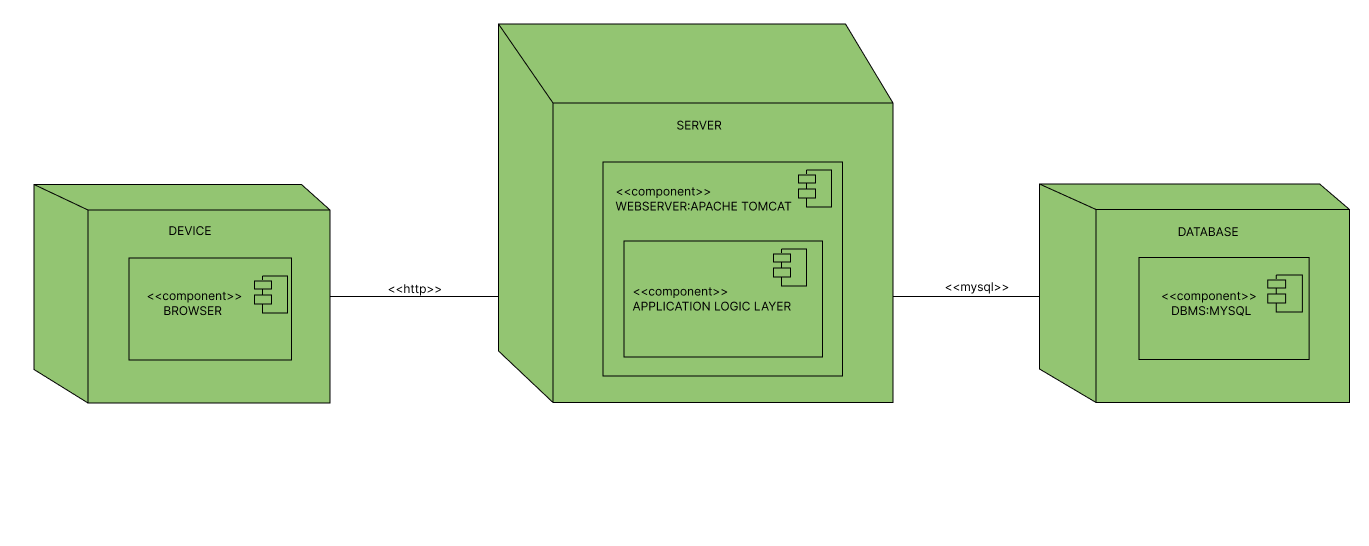 SERVER
<<component>>
WEBSERVER:APACHE TOMCAT
<<component>>
APPLICATION LOGIC LAYER
DEVICE
<<component>>
BROWSER
<<http>>
<<mysql>>
DATABASE
<<component>>
DBMS:MYSQL